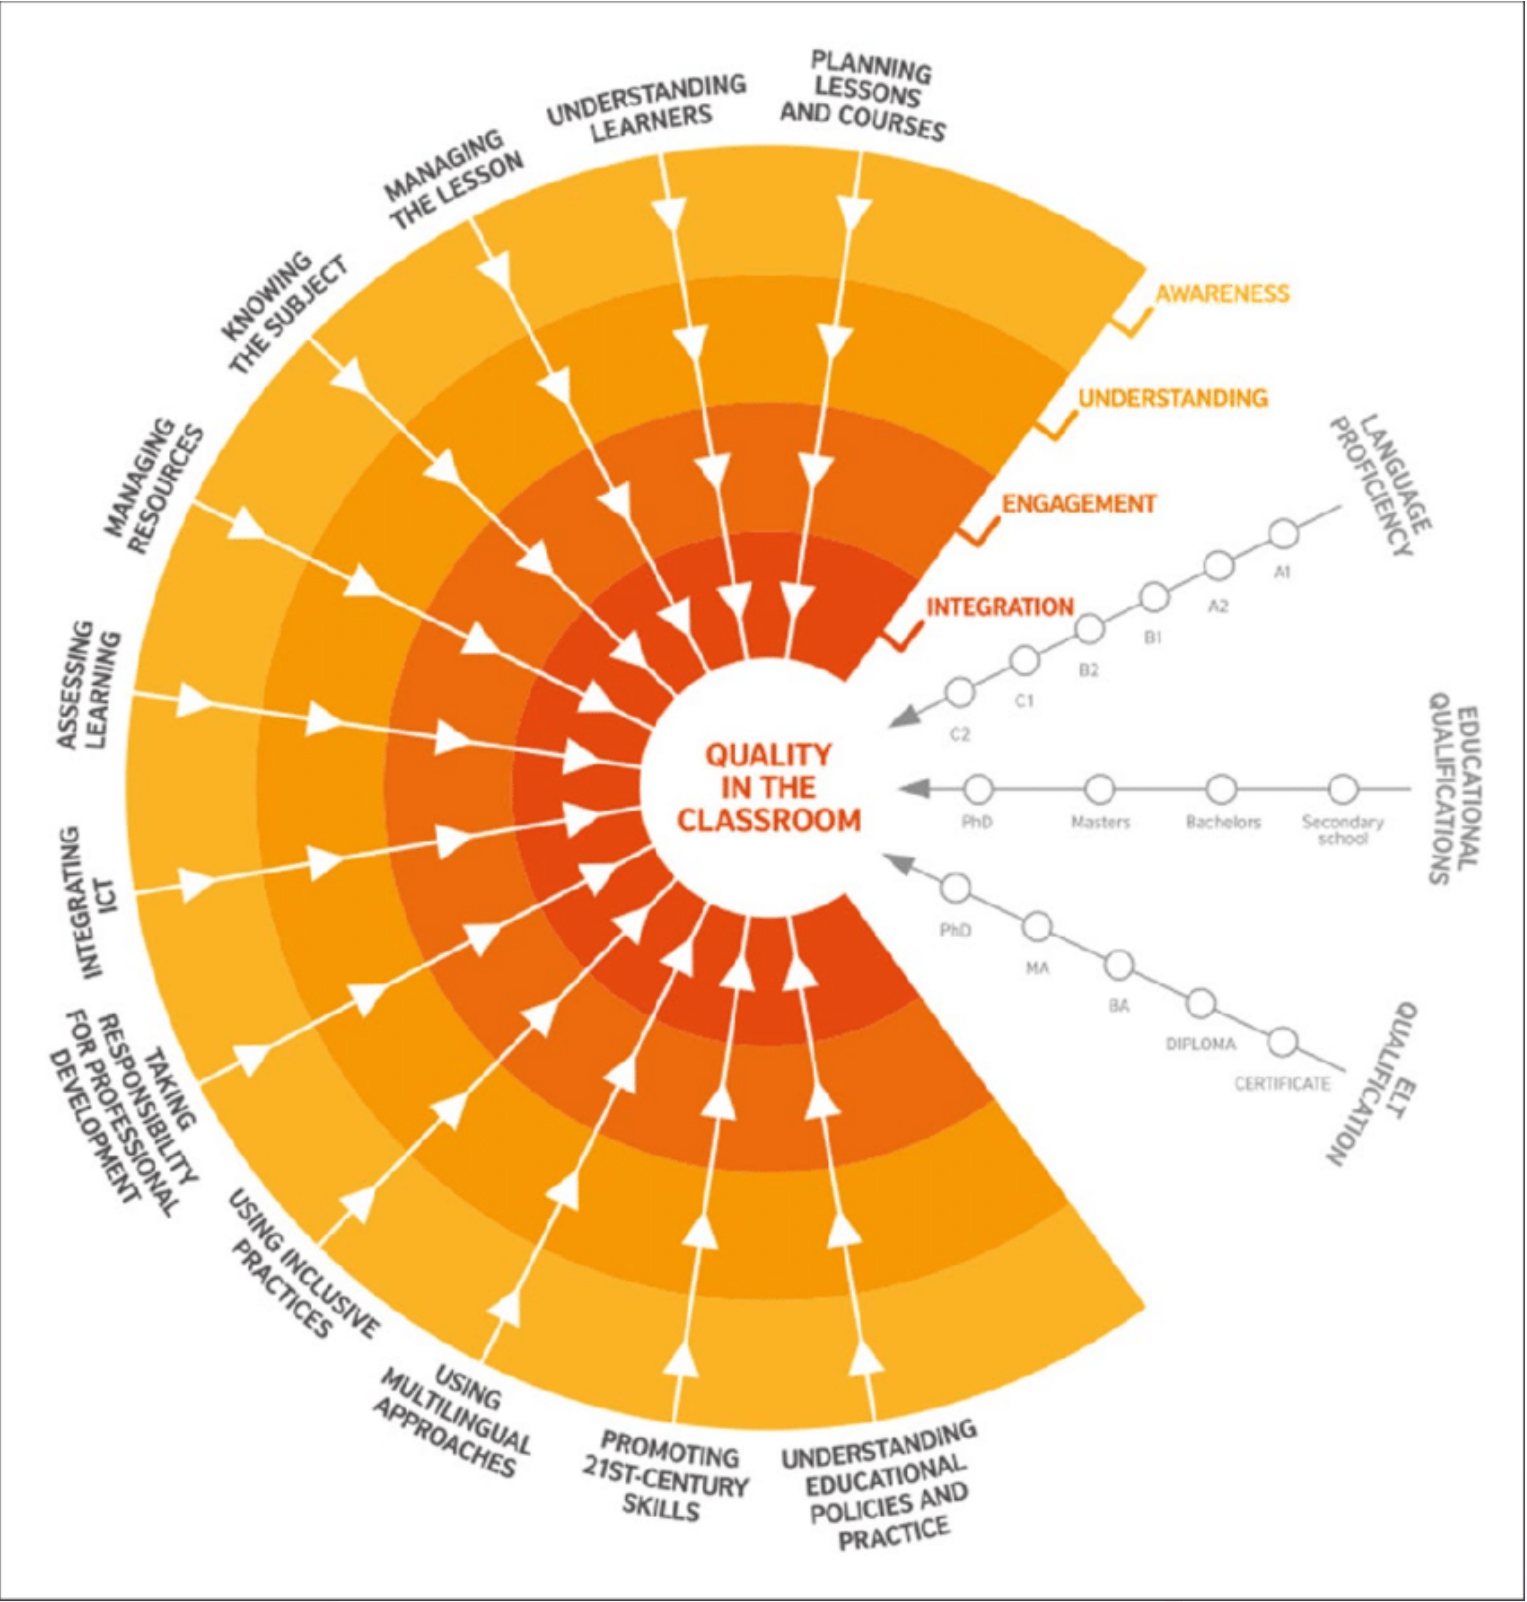 PLANNING
LESSONS
AND COURSES
UNDERSTANDING
LEARNERS
MANAGING
THE LESSON
KNOWING
THE SUBJECT
MANAGING
RESOURCES
ASSESSING
LEARNING
INTEGRATING
ICT
TAKING
RESPONSIBILITY
FOR PROFESSIONAL
DEVELOPMENT
USING INCLUSIVE
PRACTICES
USING
MULTILINGUAL
APPROACHES
PROMOTING
21ST-CENTURY
SKILLS
UNDERSTANDING
EDUCATIONAL
POLICIES AND
PRACTICE
AWARENESS
UNDERSTANDING
ENGAGEMENT
INTEGRATION
QUALITY
IN THE
CLASSROOM
LANGUAGE
PROFICIENCY
A1
A2
B1
B2
C1
C2
EDUCATIONAL
QUALIFICATIONS
PhD
Masters
Bachelors
Secondary
school
ELT
QUALIFICATION
PhD
MA
BA
DIPLOMA
CERTIFICATE